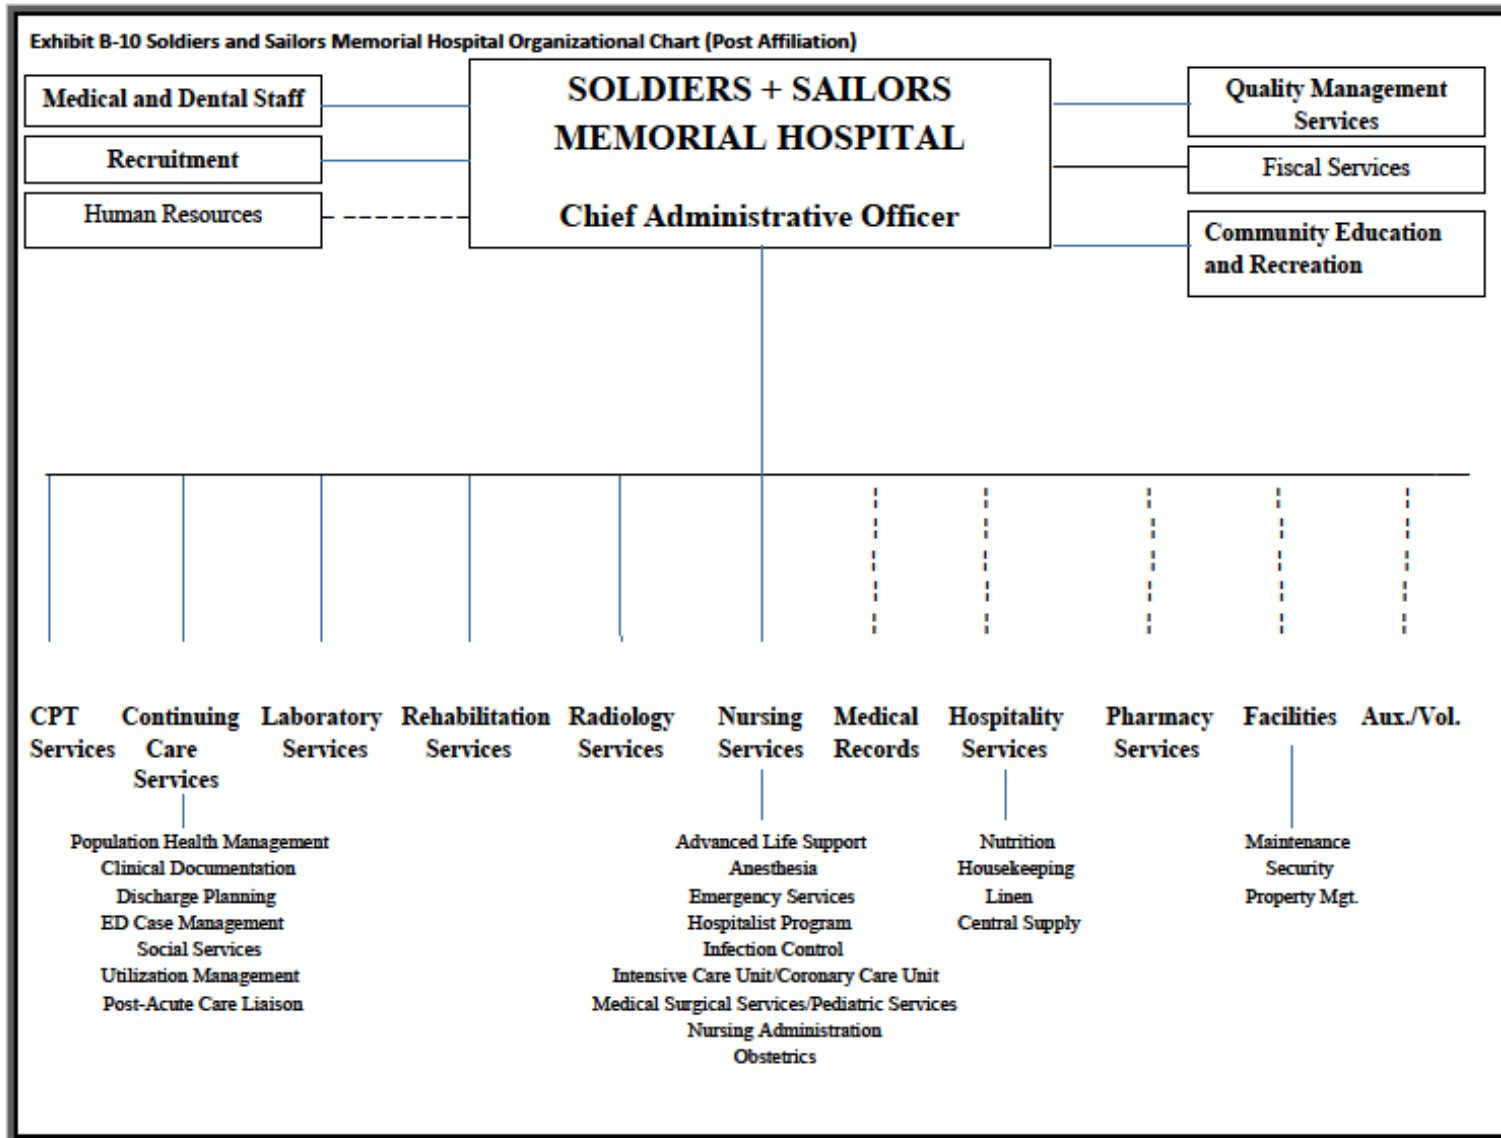 Exhibit B-10 Soldiers and Sailors Memorial Hospital Organizational Chart (Post Affiliation)
Medical and Dental Staff
Recruitment
Human Resources
SOLDIERS + SAILORS
MEMORIAL HOSPITAL
Chief Administrative Officer
Quality Management
Services
Fiscal Services
Community Education
and Recreation
CPT
Services
Continuing
Care
Services
Laboratory
Services
Rehabilitation
Services
Radiology
Services
Nursing
Services
Medical
Records
Hospitality
Services
Pharmacy
Services
Facilities
Aux./Vol.
Population Health Management
Clinical Documentation
Discharge Planning
ED Case Management
Social Services
Utilization Management
Post-Acute Care Liaison
Advanced Life Support
Anesthesia
Emergency Services
Hospitalist Program
Infection Control
Intensive Care Unit/Coronary Care Unit
Medical Surgical Services/Pediatric Services
Nursing Administration
Obstetrics
Nutrition
Housekeeping
Linen
Central Supply
Maintenance
Security
Property Mgt.